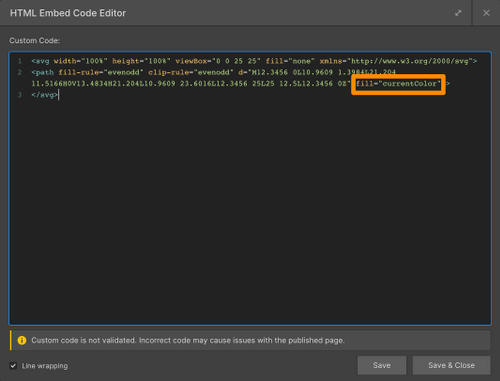 HTML Embed Code Editor
Custom Code:
1 <svg width="100%" height="100%" viewBox="0 0 25 25" fill="none" xmlns="http://www.w3.org/2000/svg">
2 <path fill-rule="evenodd" clip-rule="evenodd" d="M12.3456 0L10.9609 1.3984L21.204
11.5166H0V13.4834H21.204L10.9609 23.6016L12.3456 25L25 12.5L12.3456 0Z" fill="currentColor" >
3 </svg>
Custom code is not validated. Incorrect code may cause issues with the published page.
Line wrapping
Save
Save & Close